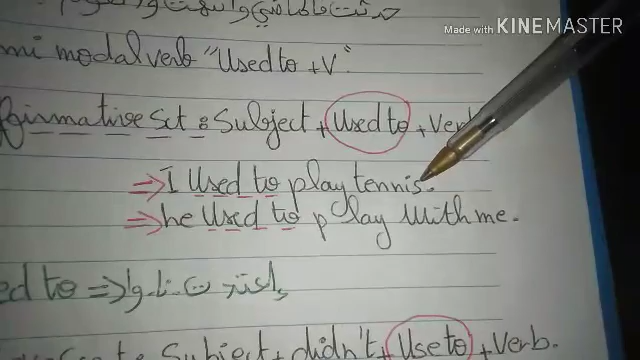 Made with KINEMASTER
mi modal verb "Used to + V"
ffirmative Sct : Subject + Used to + Verb
⇒ I Used to play tennis.
⇒ he Used to play With me.
ed to ⇒
Subject + didn't + Use to + verb.